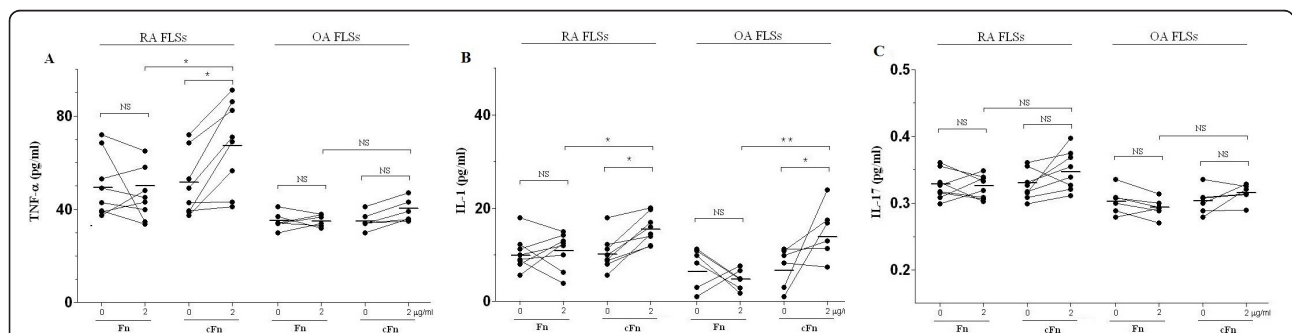 A
RA FLSs OA FLSs
TNF-α (pg/ml)
80
40
0
*
*
NS
NS
NS
NS
0 2 0 2 0 2 0 2 μg/ml
Fn cFn Fn cFn
B
RA FLSs OA FLSs
IL-1 (pg/ml)
40
20
0
* **
NS * NS *
0 2 0 2 0 2 0 2 μg/ml
Fn cFn Fn cFn
C
RA FLSs OA FLSs
IL-17 (pg/ml)
0.5
0.4
0.3
0.2
NS NS
NS NS NS NS
0 2 0 2 0 2 0 2 μg/ml
Fn cFn Fn cFn